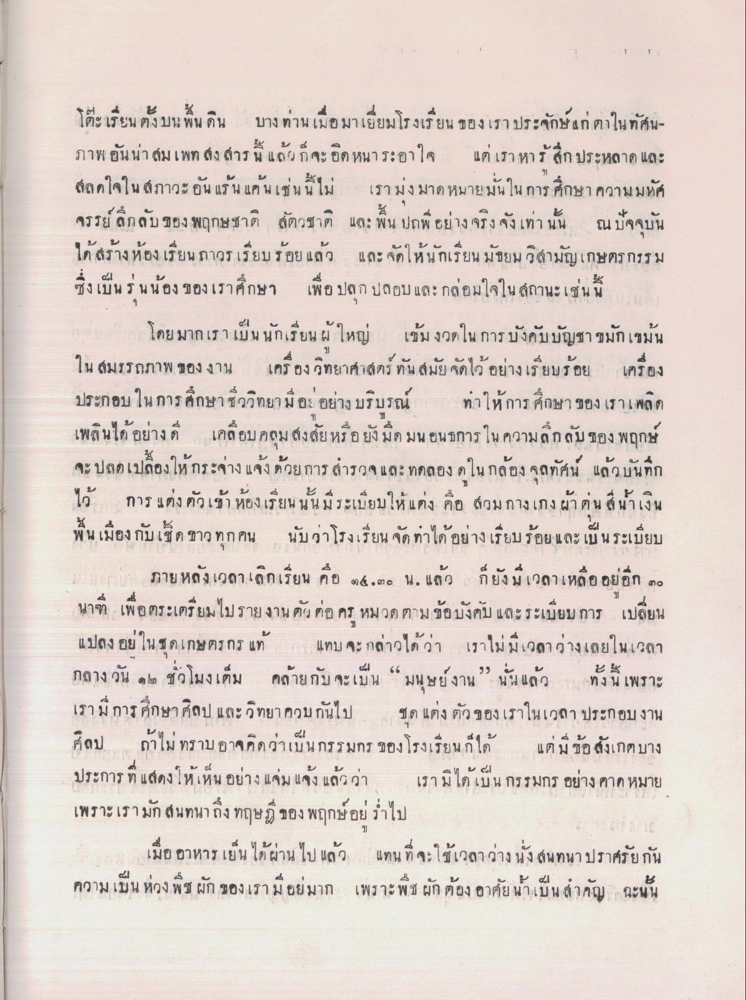 โต๊ะเรียนตั้งบนพื้นดิน บางท่านเมื่อมาเยี่ยมโรงเรียนของเราประจักษ์แก่ตาในทัศน-
ภาพอันน่าสมเพทสงสารนี้แล้วก็จะอิดหนาระอาใจ แต่เราหารู้สึกประหลาดและ
สลดใจในสภาวะอันแร้นแค้นเช่นนี้ไม่ เรามุ่งมาดหมายมั่นในการศึกษาความมหัศ
จรรย์ลึกลับของพฤกษชาติ สัตวชาติ และพื้นปถพีอย่างจริงจังเท่านั้น ณปัจจุบัน
ได้สร้างห้องเรียนถาวรเรียบร้อยแล้ว และจัดให้นักเรียนมัธยมวิสามัญเกษตรกรรม
ซึ่งเป็นรุ่นน้องของเราศึกษา เพื่อปลุกปลอบและกล่อมใจในสถานะเช่นนี้
โดยมากเราเป็นนักเรียนผู้ใหญ่ เข้มงวดในการบังคับบัญชาขมักเขม้น
ในสมรรถภาพของงาน เครื่องวิทยาศาสตร์ทันสมัยจัดไว้อย่างเรียบร้อย เครื่อง
ประกอบในการศึกษาชีววิทยามีอยู่อย่างบริบูรณ์ ทำให้การศึกษาของเราเพลิด
เพลินได้อย่างดี เคลือบคลุมสงสัยหรือยังมืดมนอนธการในความลึกลับของพฤกษ์
จะปลดเปลื้องให้กระจ่างแจ้งด้วยการสำรวจและทดลองดูในกล้องจุลทัศน์ แล้วบันทึก
ไว้ การแต่งตัวเข้าห้องเรียนนั้นมีระเบียบให้แต่ง คือ สวมกางเกงผ้าตุ่นสีน้ำเงิน
พื้นเมืองกับเชิ้ดขาวทุกคน นับว่าโรงเรียนจัดทำได้อย่างเรียบร้อยและเป็นระเบียบ
ภายหลังเวลาเลิกเรียน คือ ๑๔.๓๐ น.แล้ว ก็ยังมีเวลาเหลืออยู่อีก ๓๐
นาฑี เพื่อตระเตรียมไปรายงานตัวต่อครูหมวดตามข้อบังคับและระเบียบการ เปลี่ยน
แปลงอยู่ในชุดเกษตรกรแท้ แทบจะกล่าวได้ว่า เราไม่มีเวลาว่างเลยในเวลา
กลางวัน ๑๒ ชั่วโมงเต็ม คล้ายกับจะเป็น “มนุษย์งาน” นั่นแล้ว ทั้งนี้เพราะ
เรามีการศึกษาศิลปและวิทยาควบกันไป ชุดแต่งตัวของเราในเวลาประกอบงาน
ศิลป ถ้าไม่ทราบอาจคิดว่าเป็นกรรมกรของโรงเรียนก็ได้ แต่มีข้อสังเกตบาง
ประการที่แสดงให้เห็นอย่างแจ่มแจ้งแล้วว่า เรามิได้เป็นกรรมกรอย่างคาดหมาย
เพราะเรามักสนทนาถึงทฤษฎีของพฤกษ์อยู่ร่ำไป
เมื่ออาหารเย็นได้ผ่านไปแล้ว แทนที่จะใช้เวลาว่างนั่งสนทนาปราศรัยกัน
ความเป็นห่วงพืชผักของเรามีอยู่มาก เพราะพืชผักต้องอาศัยน้ำเป็นสำคัญ ฉะนั้น